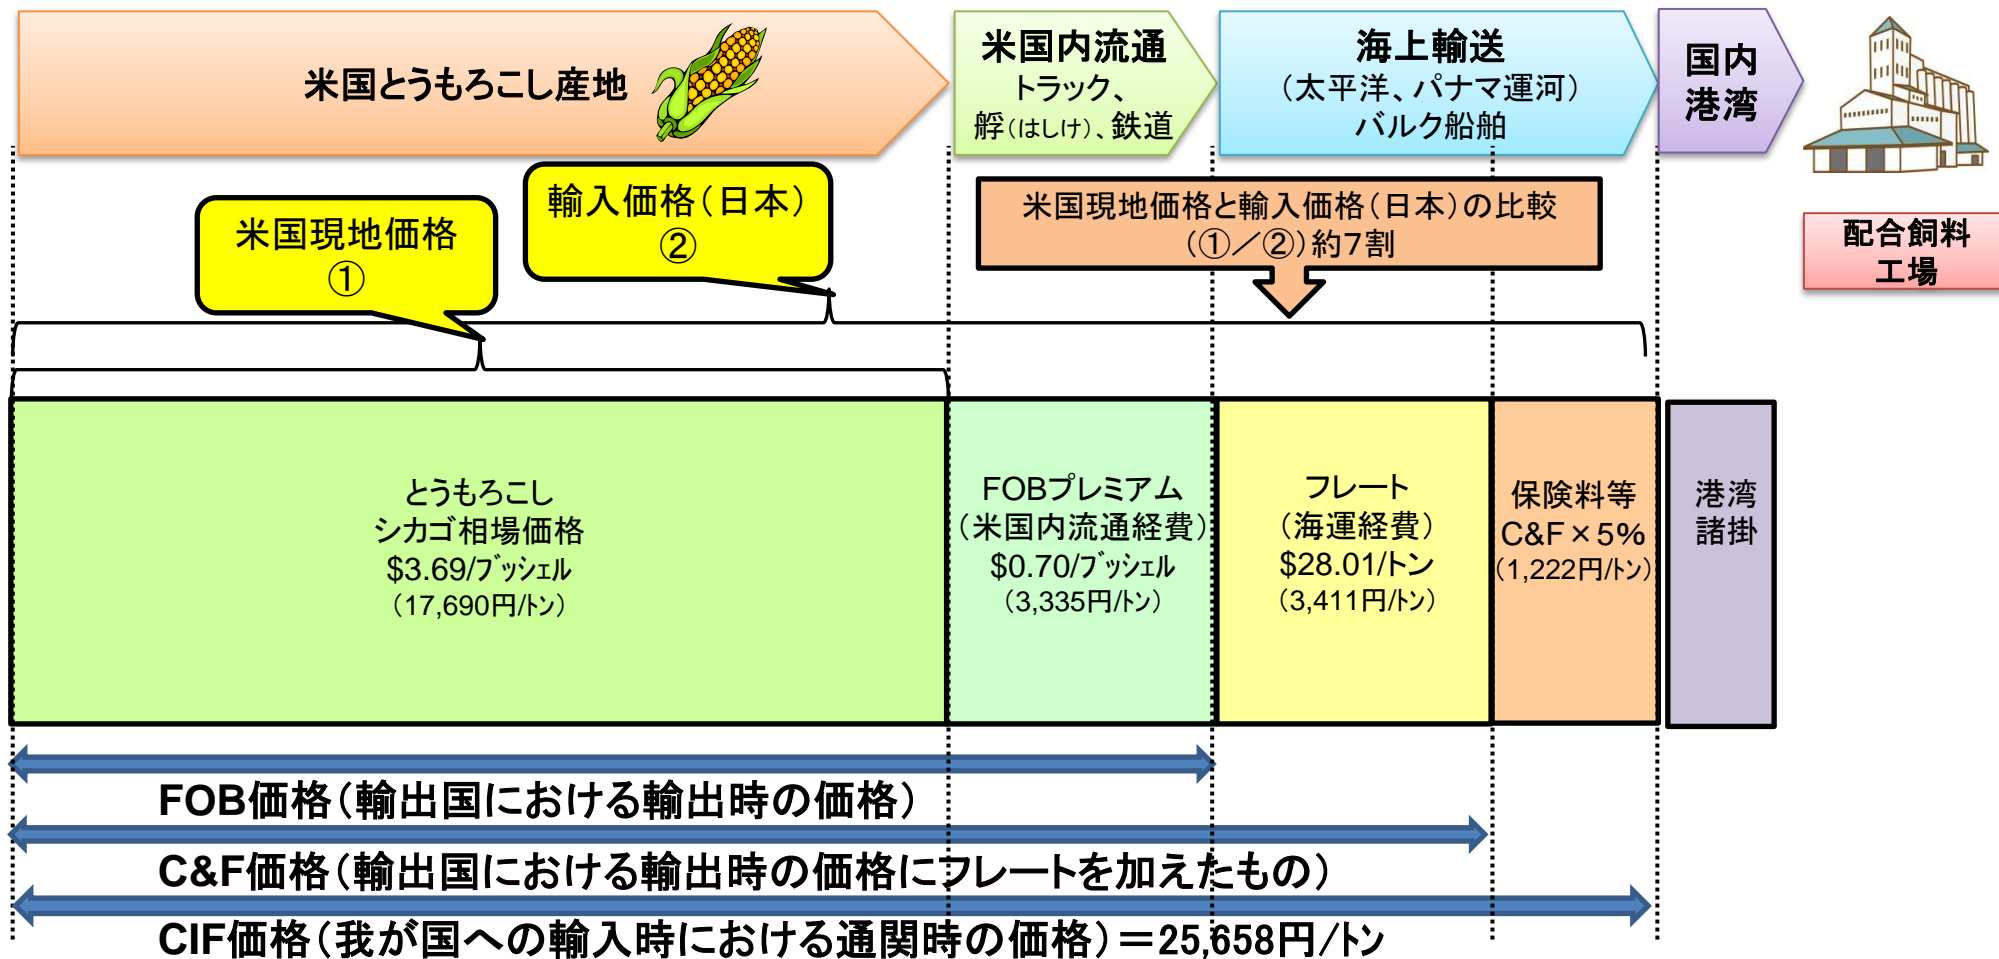 米国とうもろこし産地
米国内流通
トラック、
艀(はしけ)、鉄道
海上輸送
（太平洋、パナマ運河）
バルク船舶
国内
港湾
配合飼料
工場
米国現地価格
①
輸入価格（日本）
②
米国現地価格と輸入価格（日本）の比較
（①／②）約7割
とうもろこし
シカゴ相場価格
$3.69/ﾌﾞｯｼｪﾙ
（17,690円/ﾄﾝ）
FOBプレミアム
（米国内流通経費）
$0.70/ﾌﾞｯｼｪﾙ
（3,335円/ﾄﾝ）
フレート
（海運経費）
$28.01/トン
（3,411円/ﾄﾝ）
保険料等
C&F×5%
（1,222円/ﾄﾝ）
港湾
諸掛
FOB価格（輸出国における輸出時の価格）
C&F価格（輸出国における輸出時の価格にフレートを加えたもの）
CIF価格（我が国への輸入時における通関時の価格）＝25,658円/ﾄﾝ